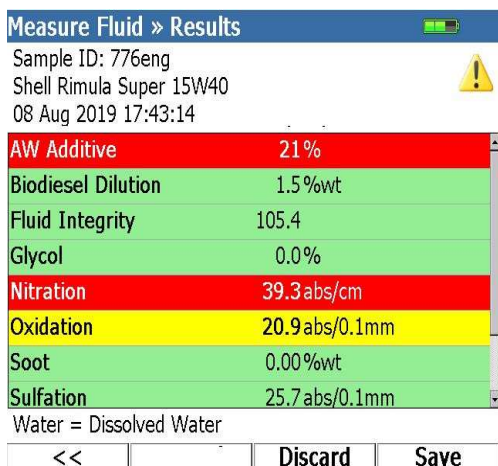 Measure Fluid » Results
Sample ID: 776eng
Shell Rimula Super 15W40
08 Aug 2019 17:43:14
AW Additive 21%
Biodiesel Dilution 1.5%wt
Fluid Integrity 105.4
Glycol 0.0%
Nitration 39.3abs/cm
Oxidation 20.9abs/0.1mm
Soot 0.00%wt
Sulfation 25.7abs/0.1mm
Water = Dissolved Water
<< Discard Save